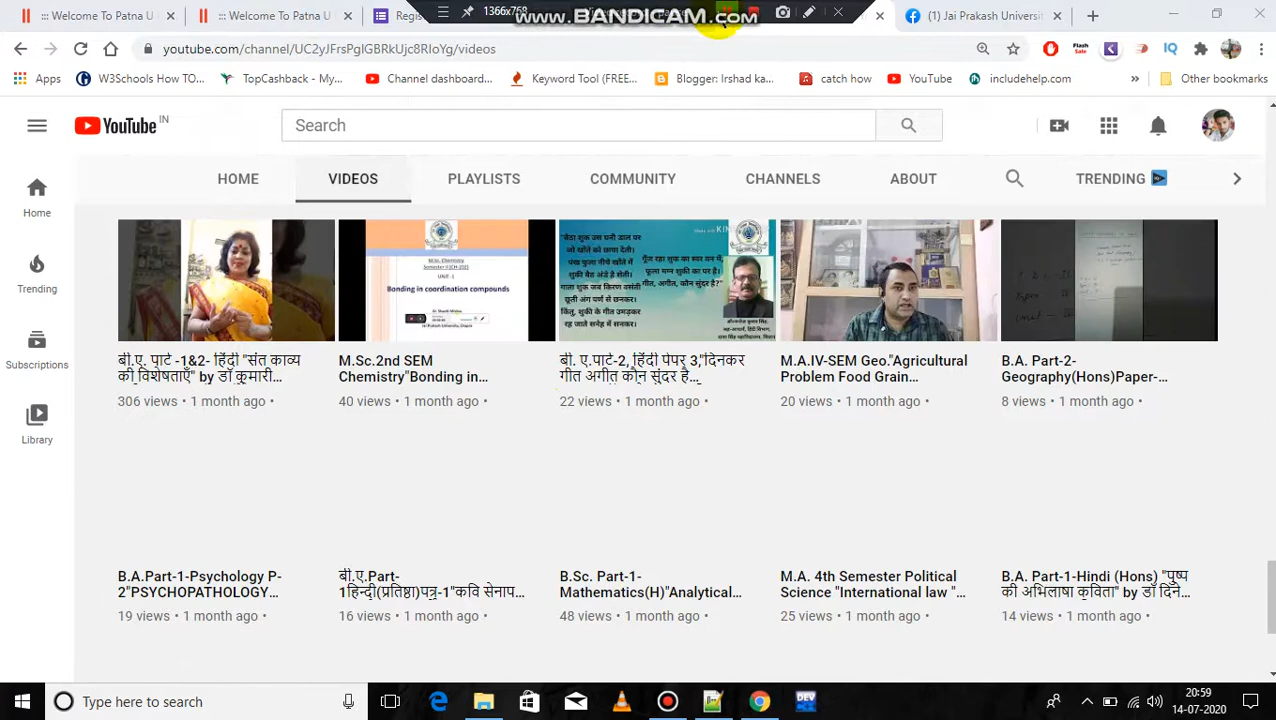 ::: Welcome To Patna U
::: Welcome To Patna U
Regis
1366x768
www.BANDICAM.com
(1) Jai Prakash Universit
youtube.com/channel/UC2yJFrsPgIGBRkUjc8RIoYg/videos
Apps
W3Schools How TO...
TopCashback - My...
Channel dashboard...
Keyword Tool (FREE...
Blogger: Irshad ka...
catch how
YouTube
includehelp.com
Other bookmarks
YouTube IN
Search
HOME
VIDEOS
PLAYLISTS
COMMUNITY
CHANNELS
ABOUT
TRENDING
Home
Trending
Subscriptions
Library
M.Sc. Chemistry
UNIT -1
Bonding in coordination compounds
बी.ए. पार्ट -1&2- हिंदी "संत काव्य
की विशेषताएँ" by डॉ कुमारी...
306 views • 1 month ago
M.Sc.2nd SEM
Chemistry"Bonding in...
40 views • 1 month ago
बी. ए.पार्ट-2, हिंदी पेपर 3,"दिनकर
गीत अगीत कौन सुंदर है...
22 views • 1 month ago
M.A.IV-SEM Geo."Agricultural
Problem Food Grain...
20 views • 1 month ago
B.A. Part-2-
Geography(Hons)Paper-...
8 views • 1 month ago
B.A.Part-1-Psychology P-
2"PSYCHOPATHOLOGY...
19 views • 1 month ago
बी.ए.Part-
1हिन्दी(प्रतिष्ठा)पत्र-1"कवि सेनाप...
16 views • 1 month ago
B.Sc. Part-1-
Mathematics(H)"Analytical...
48 views • 1 month ago
M.A. 4th Semester Political
Science "International law "...
25 views • 1 month ago
B.A. Part-1-Hindi (Hons) "पुष्प
की अभिलाषा कविता" by डॉ दिने...
14 views • 1 month ago
Type here to search
20:59
14-07-2020